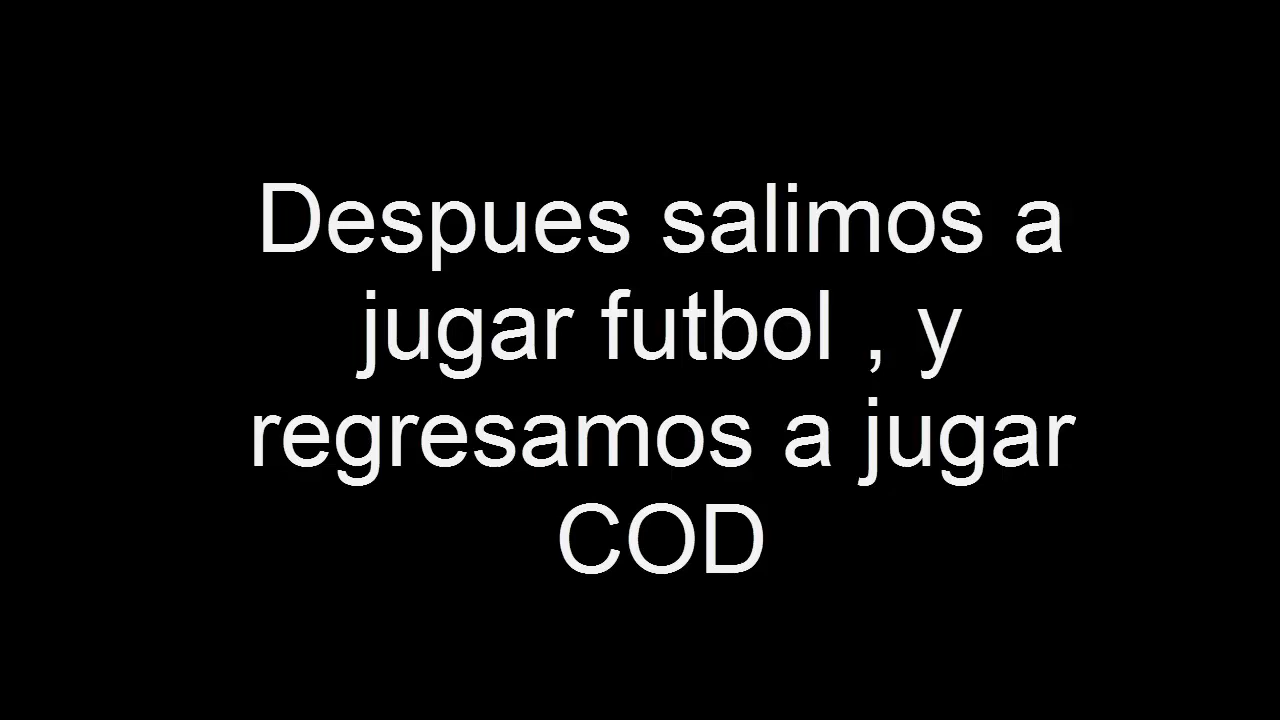 Despues salimos a
jugar futbol , y
regresamos a jugar
COD